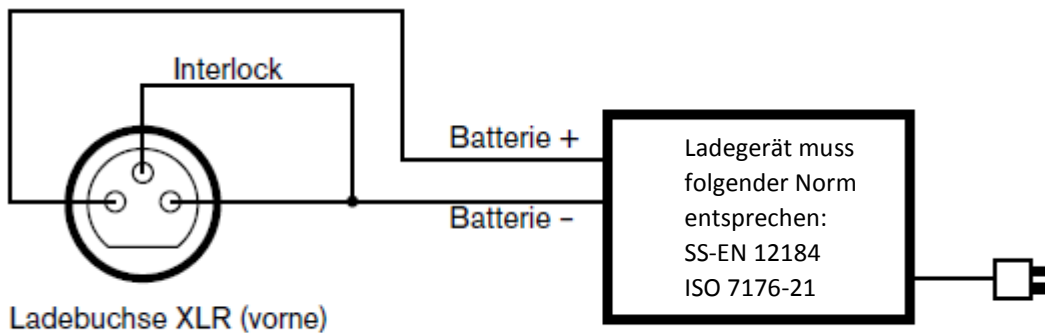 Interlock
Batterie +
Batterie –
Ladegerät muss
folgender Norm
entsprechen:
SS-EN 12184
ISO 7176-21
Ladebuchse XLR (vorne)